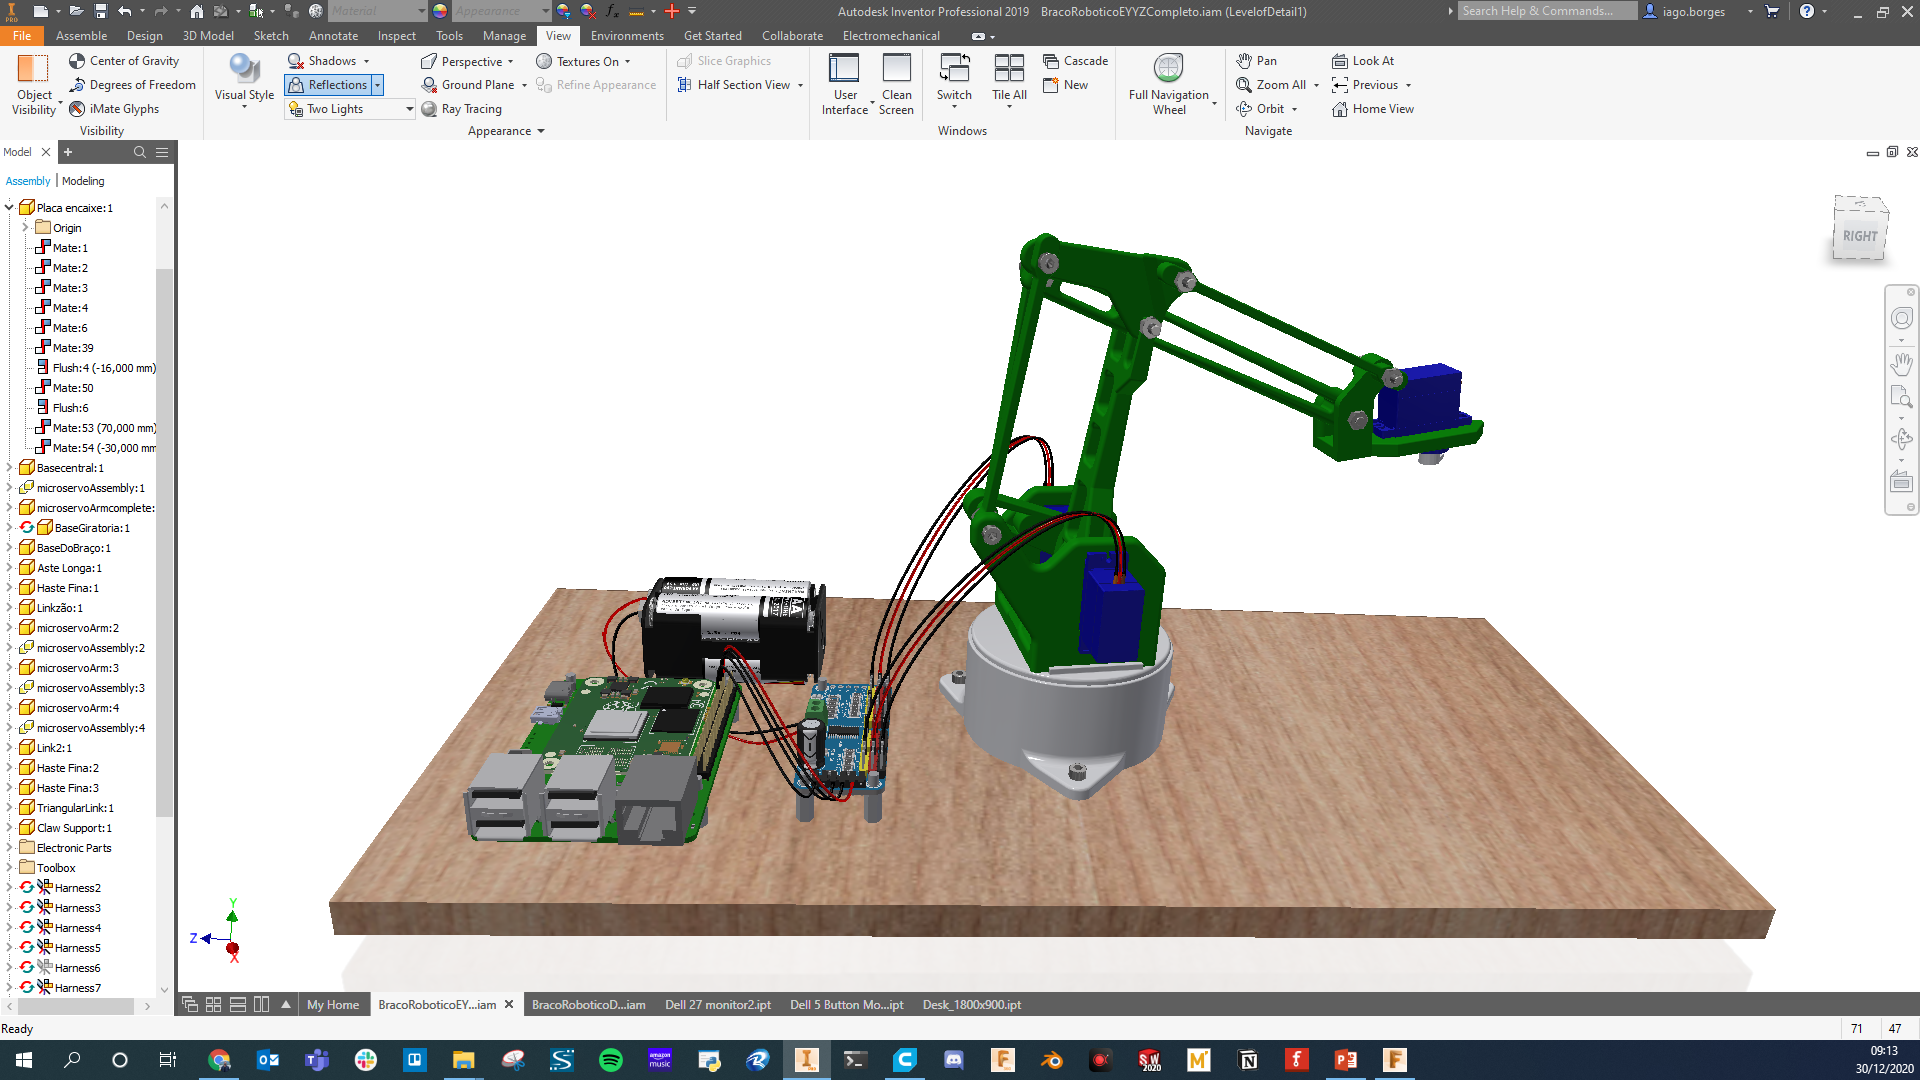 PRO
Material
Appearance
Autodesk Inventor Professional 2019 BracoRoboticoEYYZCompleto.iam (LevelofDetail1)
Search Help & Commands...
iago.borges
File
Assemble
Design
3D Model
Sketch
Annotate
Inspect
Tools
Manage
View
Environments
Get Started
Collaborate
Electromechanical
Object
Visibility
Center of Gravity
Degrees of Freedom
iMate Glyphs
Visibility
Visual Style
Shadows
Reflections
Two Lights
Perspective
Ground Plane
Ray Tracing
Textures On
Refine Appearance
Appearance
Slice Graphics
Half Section View
User
Interface
Clean
Screen
Switch
Tile All
Cascade
New
Windows
Full Navigation
Wheel
Pan
Zoom All
Orbit
Look At
Previous
Home View
Navigate
Model
Assembly
Modeling
Placa encaixe:1
Origin
Mate:1
Mate:2
Mate:3
Mate:4
Mate:6
Mate:39
Flush:4 (-16,000 mm)
Mate:50
Flush:6
Mate:53 (70,000 mm)
Mate:54 (-30,000 mm
Basecentral:1
microservoAssembly:1
microservoArmcomplete:
BaseGiratoria:1
BaseDoBraço:1
Aste Longa:1
Haste Fina:1
Linkzão:1
microservoArm:2
microservoAssembly:2
microservoArm:3
microservoAssembly:3
microservoArm:4
microservoAssembly:4
Link2:1
Haste Fina:2
Haste Fina:3
TriangularLink:1
Claw Support:1
Electronic Parts
Toolbox
Harness2
Harness3
Harness4
Harness5
Harness6
Harness7
RIGHT
AA
Y
Z
X
My Home
BracoRoboticoEY...iam
BracoRoboticoD...iam
Dell 27 monitor2.ipt
Dell 5 Button Mo...ipt
Desk_1800x900.ipt
Ready
71
47
amazon
music
SW
2020
09:13
30/12/2020